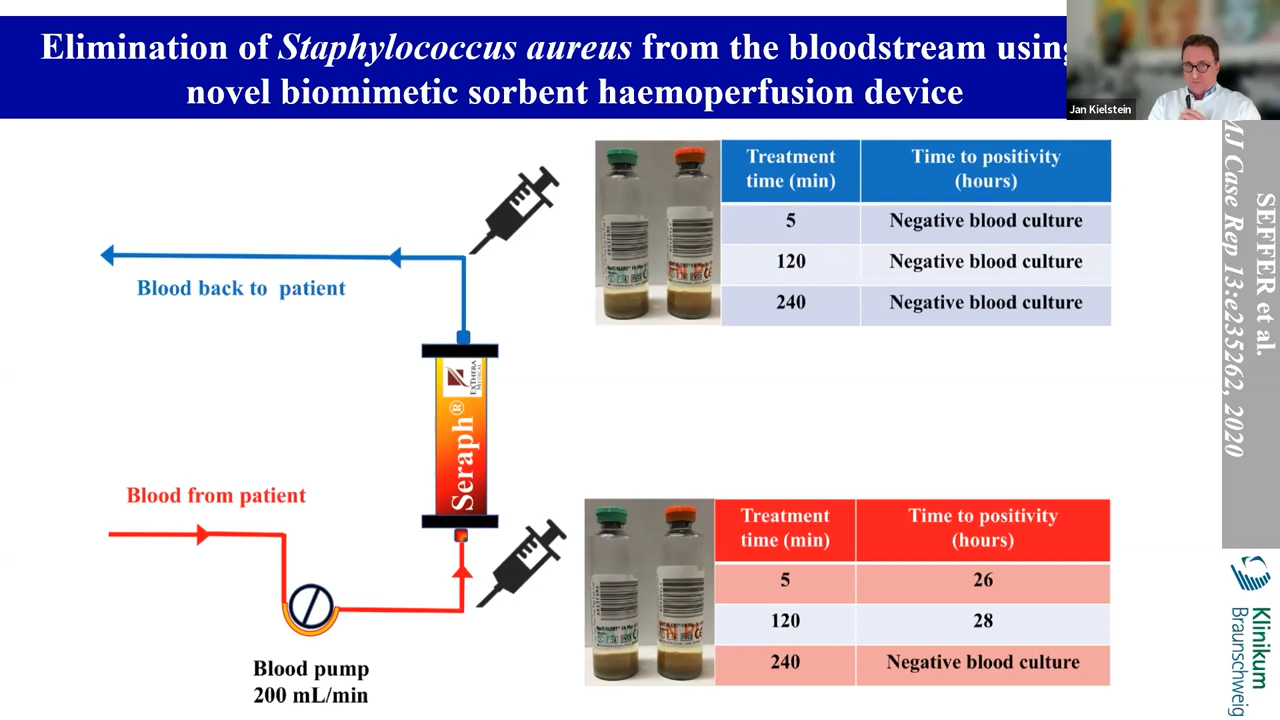 Elimination of Staphylococcus aureus from the bloodstream using
novel biomimetic sorbent haemoperfusion device
Jan Kielstein
Treatment
time (min)
Time to positivity
(hours)
5
Negative blood culture
120
Negative blood culture
240
Negative blood culture
Blood back to patient
EXTHERA
MEDICAL
Seraph®
Blood from patient
Blood pump
200 mL/min
Treatment
time (min)
Time to positivity
(hours)
5
26
120
28
240
Negative blood culture
SEFFER et al.
MJ Case Rep 13:e235262, 2020
Klinikum
Braunschweig